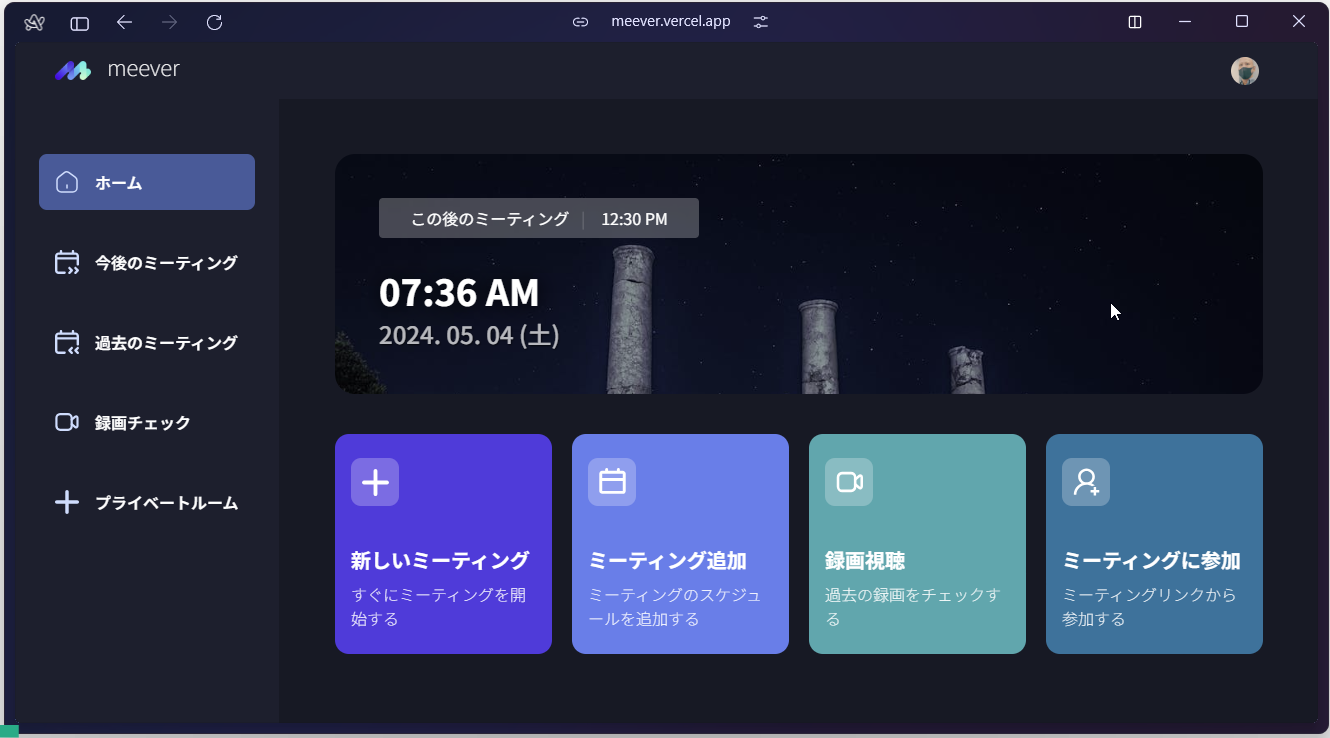 meever.vercel.app
meever
ホーム
今後のミーティング
過去のミーティング
録画チェック
プライベートルーム
この後のミーティング | 12:30 PM
07:36 AM
2024. 05. 04 (土)
新しいミーティング
すぐにミーティングを開
始する
ミーティング追加
ミーティングのスケジュ
ールを追加する
録画視聴
過去の録画をチェックす
る
ミーティングに参加
ミーティングリンクから
参加する